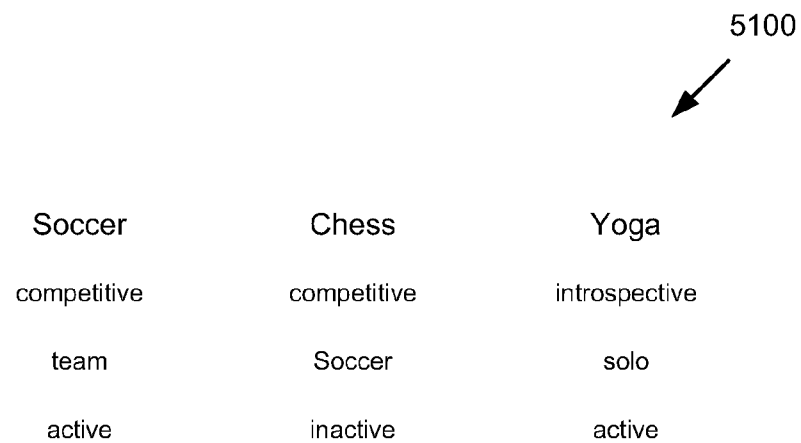 5100
Soccer Chess Yoga
competitive competitive introspective
team Soccer solo
active inactive active